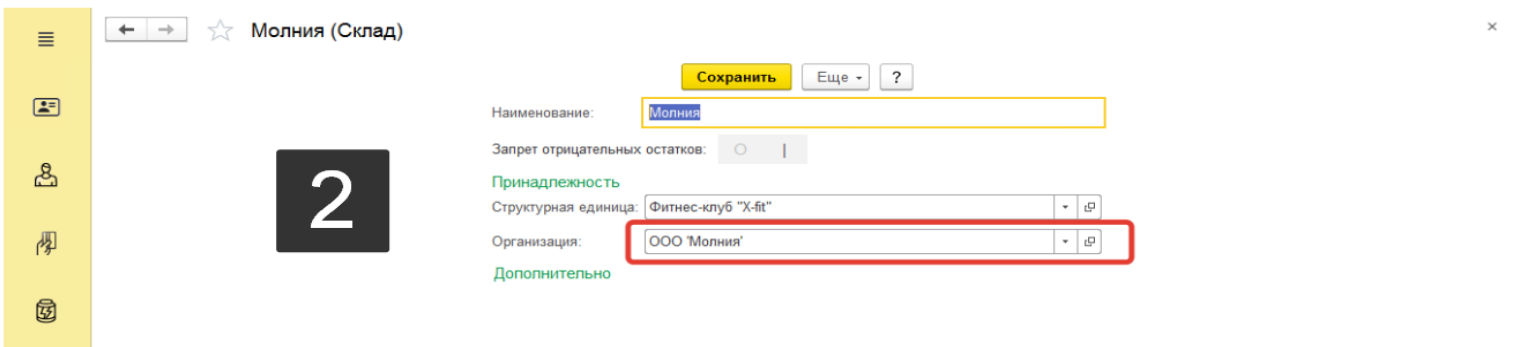 Молния (Склад)
Сохранить Еще ?
Наименование: Молния
Запрет отрицательных остатков:
2
Принадлежность
Структурная единица: Фитнес-клуб "X-fit"
Организация: ООО 'Молния'
Дополнительно